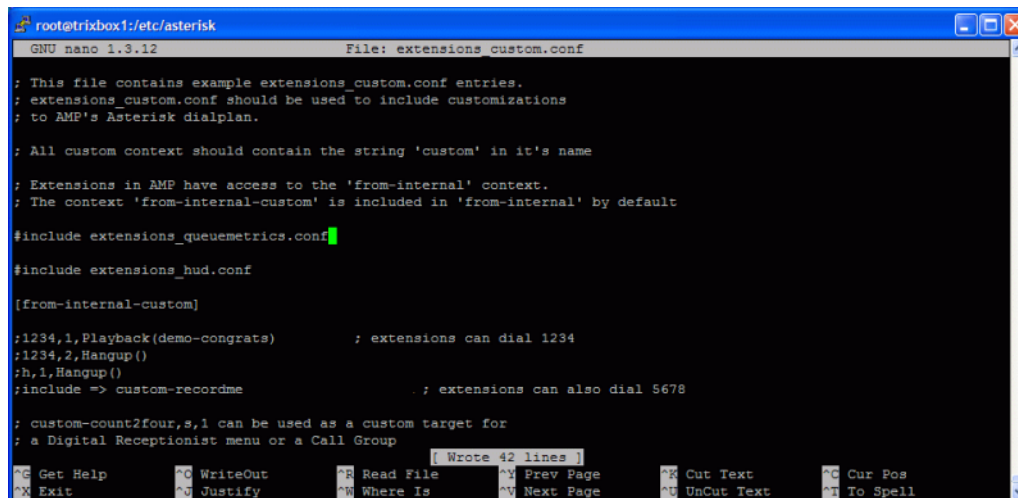 root@trixbox1:/etc/asterisk
GNU nano 1.3.12 File: extensions_custom.conf
; This file contains example extensions_custom.conf entries.
; extensions_custom.conf should be used to include customizations
; to AMP's Asterisk dialplan.
; All custom context should contain the string 'custom' in it's name
; Extensions in AMP have access to the 'from-internal' context.
; The context 'from-internal-custom' is included in 'from-internal' by default
#include extensions_queuemetrics.conf
#include extensions_hud.conf
[from-internal-custom]
;1234,1,Playback(demo-congrats) ; extensions can dial 1234
;1234,2,Hangup()
;h,1,Hangup()
;include => custom-recordme .; extensions can also dial 5678
; custom-count2four,s,1 can be used as a custom target for
; a Digital Receptionist menu or a Call Group
[ Wrote 42 lines ]
^G Get Help ^O WriteOut ^R Read File ^Y Prev Page ^K Cut Text ^C Cur Pos
^X Exit ^J Justify ^W Where Is ^V Next Page ^U UnCut Text ^T To Spell